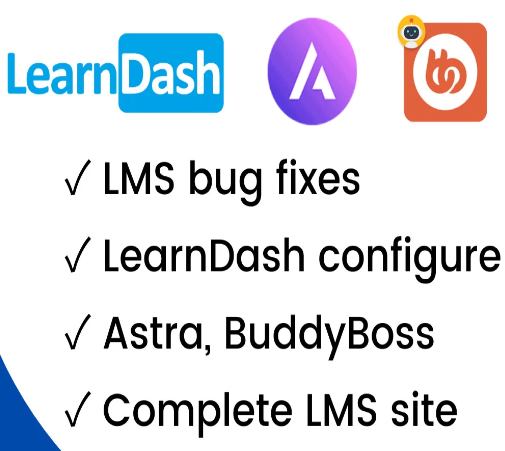 LearnDash
✓ LMS bug fixes
✓ LearnDash configure
✓ Astra, BuddyBoss
✓ Complete LMS site